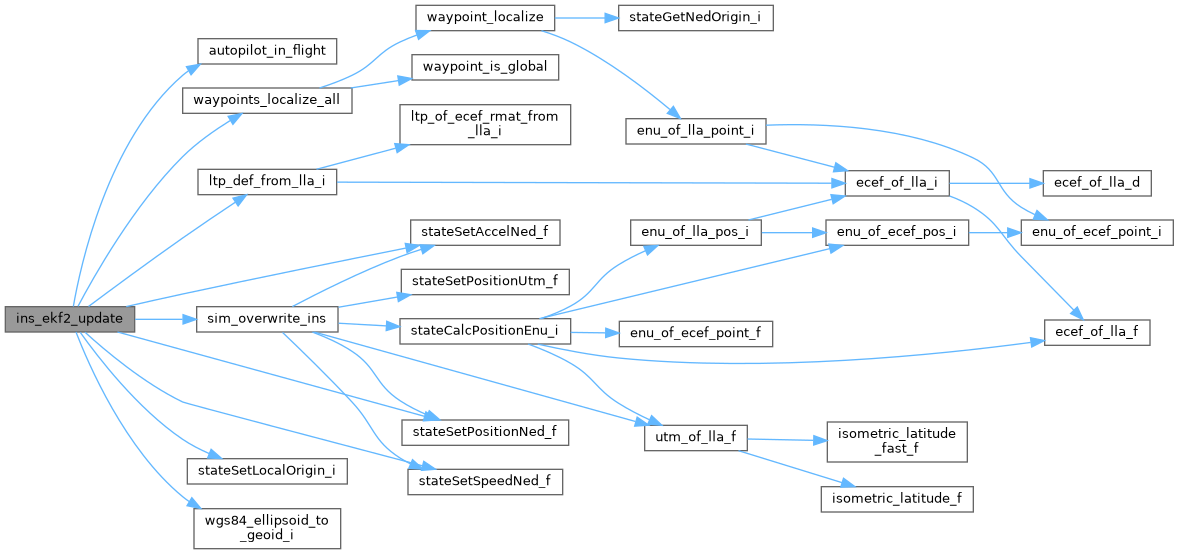 waypoint_localize
stateGetNedOrigin_i
autopilot_in_flight
waypoint_is_global
waypoints_localize_all
ltp_of_ecef_rmat_from
_lla_i
enu_of_lla_point_i
ltp_def_from_lla_i
ecef_of_lla_i
ecef_of_lla_d
stateSetAccelNed_f
enu_of_lla_pos_i
enu_of_ecef_pos_i
enu_of_ecef_point_i
stateSetPositionUtm_f
ins_ekf2_update
sim_overwrite_ins
stateCalcPositionEnu_i
enu_of_ecef_point_f
ecef_of_lla_f
stateSetPositionNed_f
utm_of_lla_f
isometric_latitude
_fast_f
stateSetLocalOrigin_i
stateSetSpeedNed_f
isometric_latitude_f
wgs84_ellipsoid_to
_geoid_i